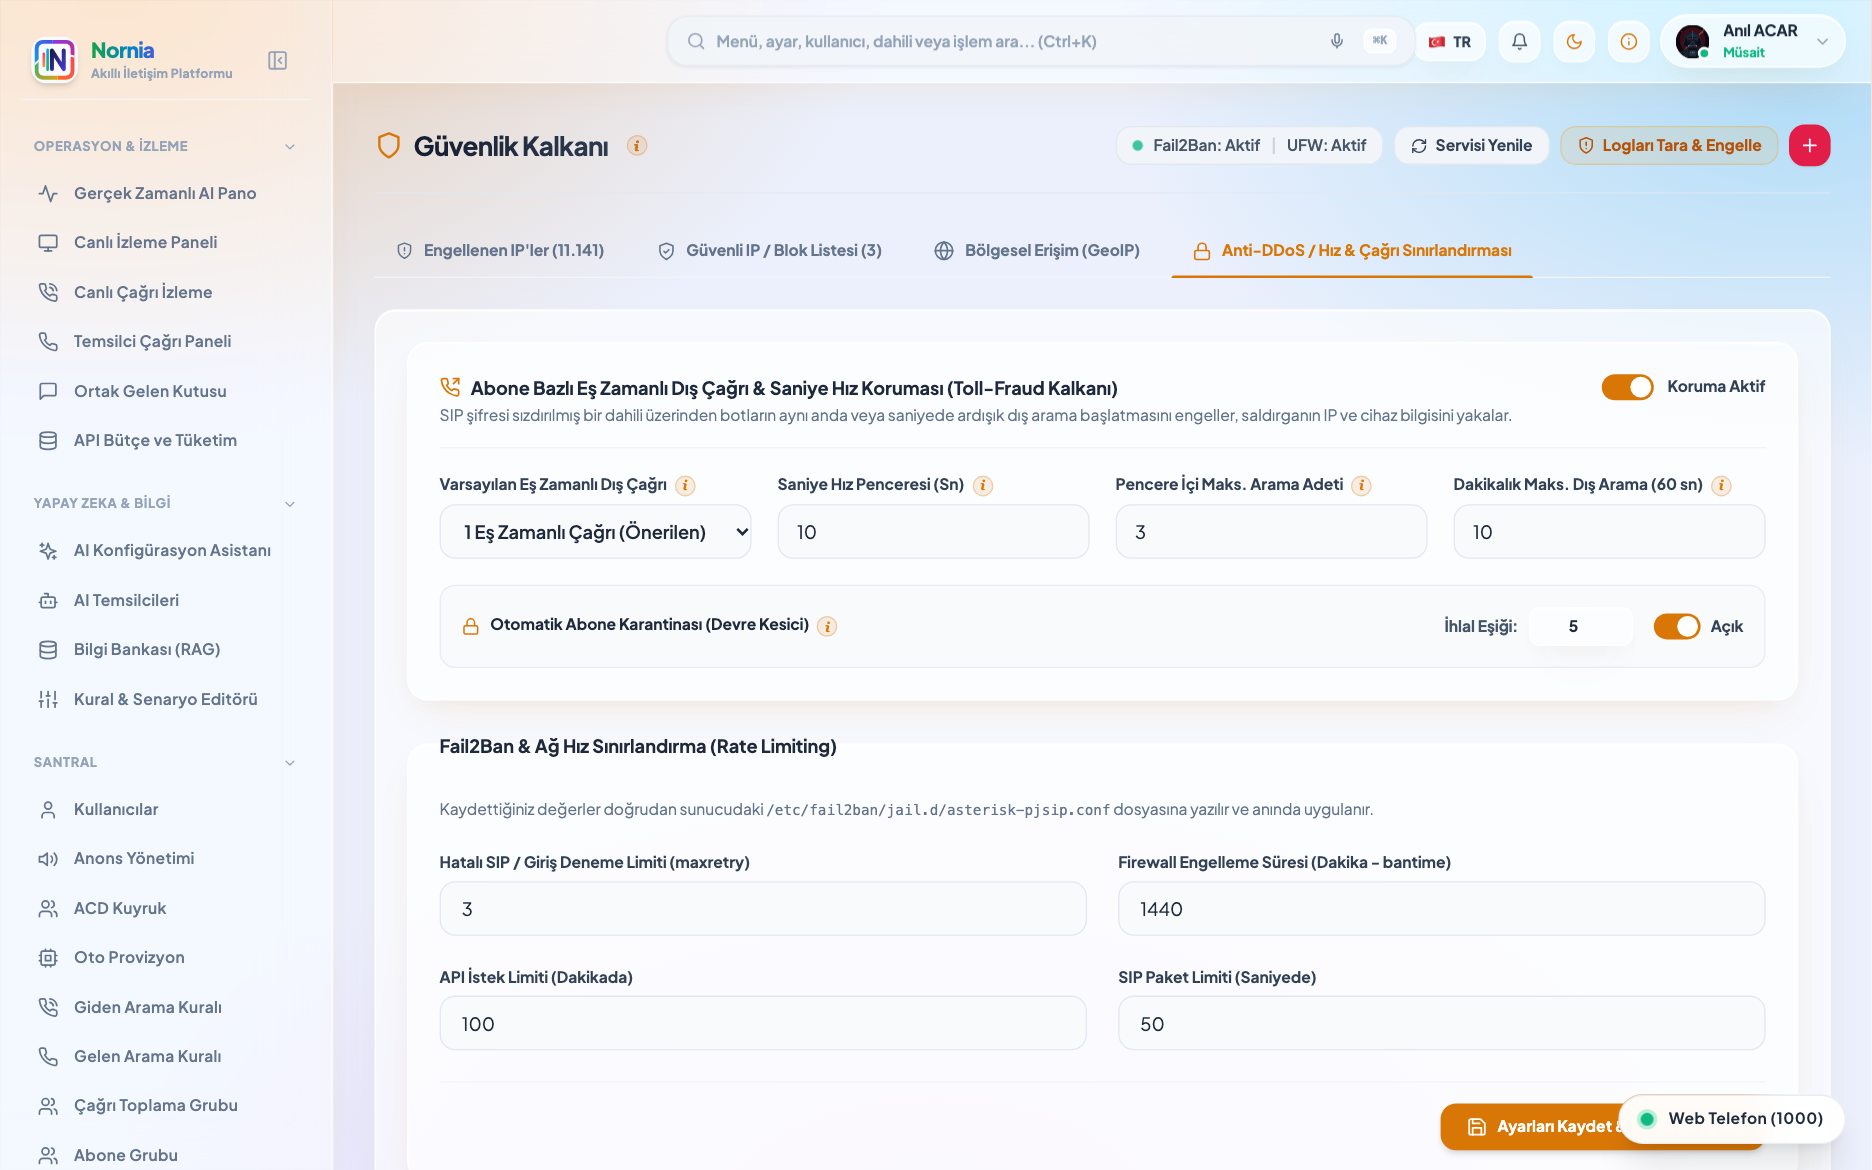 Nornia
Akıllı İletişim Platformu
Menü, ayar, kullanıcı, dahili veya işlem ara... (Ctrl+K)
⌘K
TR
Anıl ACAR
Müsait
OPERASYON & İZLEME
Gerçek Zamanlı AI Pano
Canlı İzleme Paneli
Canlı Çağrı İzleme
Temsilci Çağrı Paneli
Ortak Gelen Kutusu
API Bütçe ve Tüketim
YAPAY ZEKA & BİLGİ
AI Konfigürasyon Asistanı
AI Temsilcileri
Bilgi Bankası (RAG)
Kural & Senaryo Editörü
SANTRAL
Kullanıcılar
Anons Yönetimi
ACD Kuyruk
Oto Provizyon
Giden Arama Kuralı
Gelen Arama Kuralı
Çağrı Toplama Grubu
Abone Grubu
Güvenlik Kalkanı
Fail2Ban: Aktif | UFW: Aktif
Servisi Yenile
Logları Tara & Engelle
Engellenen IP'ler (11.141)
Güvenli IP / Blok Listesi (3)
Bölgesel Erişim (GeoIP)
Anti-DDoS / Hız & Çağrı Sınırlandırması
Abone Bazlı Eş Zamanlı Dış Çağrı & Saniye Hız Koruması (Toll-Fraud Kalkanı)
SIP şifresi sızdırılmış bir dahili üzerinden botların aynı anda veya saniyede ardışık dış arama başlatmasını engeller, saldırganın IP ve cihaz bilgisini yakalar.
Koruma Aktif
Varsayılan Eş Zamanlı Dış Çağrı
1 Eş Zamanlı Çağrı (Önerilen)
Saniye Hız Penceresi (Sn)
10
Pencere İçi Maks. Arama Adeti
3
Dakikalık Maks. Dış Arama (60 sn)
10
Otomatik Abone Karantinası (Devre Kesici)
İhlal Eşiği:
5
Açık
Fail2Ban & Ağ Hız Sınırlandırma (Rate Limiting)
Kaydettiğiniz değerler doğrudan sunucudaki /etc/fail2ban/jail.d/asterisk-pjsip.conf dosyasına yazılır ve anında uygulanır.
Hatalı SIP / Giriş Deneme Limiti (maxretry)
3
Firewall Engelleme Süresi (Dakika - bantime)
1440
API İstek Limiti (Dakikada)
100
SIP Paket Limiti (Saniyede)
50
Ayarları Kaydet
Web Telefon (1000)